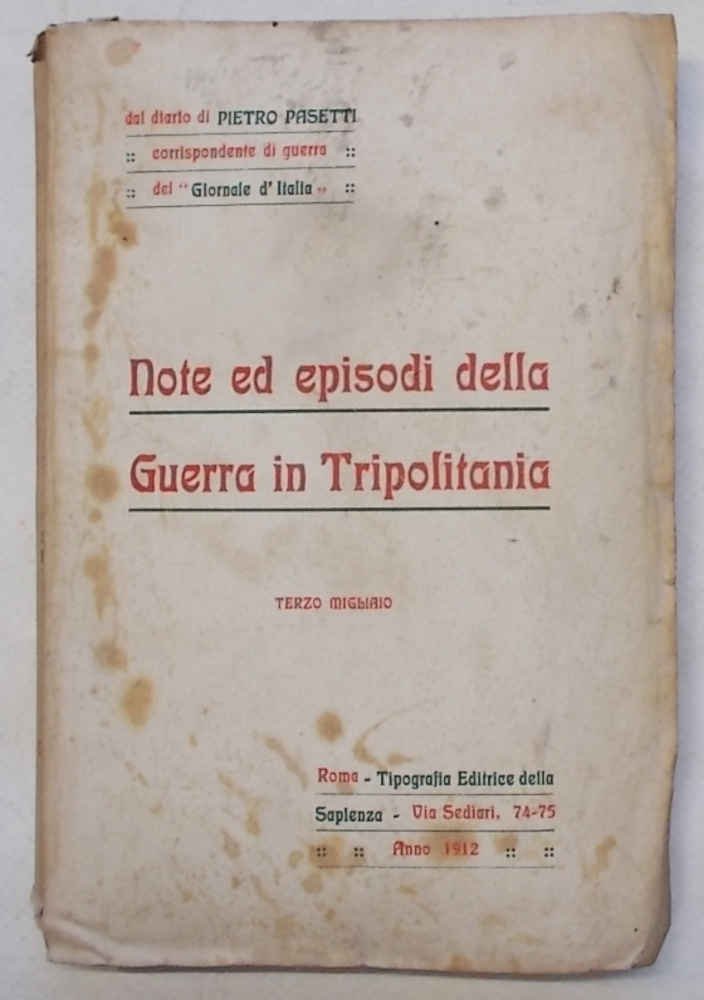 dal diario di PIETRO PASETTI
:: corrispondente di guerra ::
:: del “ Giornale d' Italia „ ::
Note ed episodi della
Guerra in Tripolitania
TERZO MIGLIAIO
Roma - Tipografia Editrice della
Sapienza - Via Sediari, 74-75
:: :: Anno 1912 :: ::